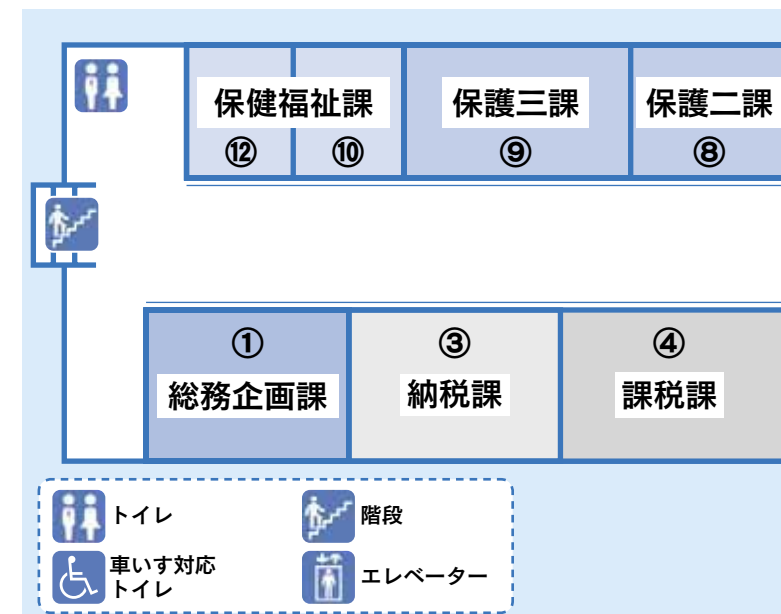 保健福祉課
⑫
⑩
保護三課
⑨
保護二課
⑧
①
総務企画課
③
納税課
④
課税課
トイレ
階段
車いす対応
トイレ
エレベーター